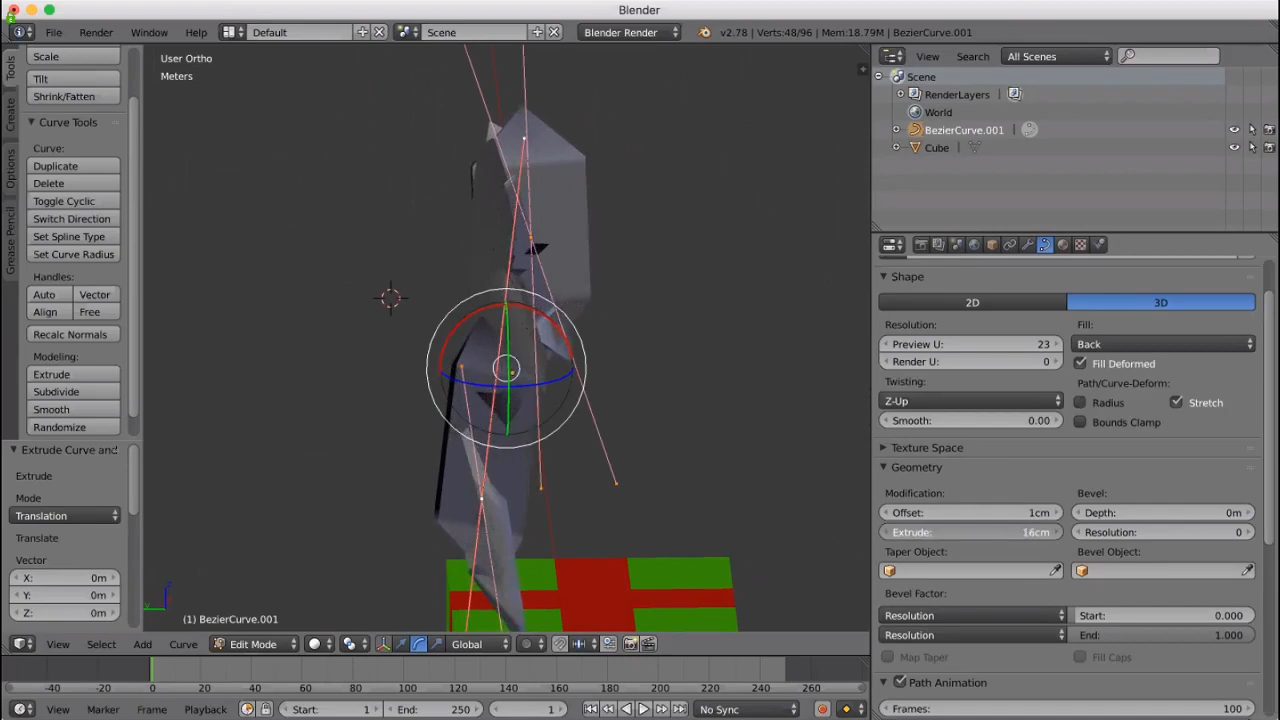 Blender
File Render Window Help Default Scene Blender Render v2.78 | Verts:48/96 | Mem:18.79M | BezierCurve.001
Tools
Create
Options
Grease Pencil
Scale
Tilt
Shrink/Fatten
Curve Tools
Curve:
Duplicate
Delete
Toggle Cyclic
Switch Direction
Set Spline Type
Set Curve Radius
Handles:
Auto Vector
Align Free
Recalc Normals
Modeling:
Extrude
Subdivide
Smooth
Randomize
Extrude Curve and
Extrude
Mode
Translation
Translate
Vector
X: 0m
Y: 0m
Z: 0m
User Ortho
Meters
(1) BezierCurve.001
View Select Add Curve Edit Mode Global
-40 -20 0 20 40 60 80 100 120 140 160 180 200 220 240 260
View Marker Frame Playback Start: 1 End: 250 1 No Sync
View Search All Scenes
Scene
RenderLayers
World
BezierCurve.001
Cube
Shape
2D 3D
Resolution: Fill:
Preview U: 23 Back
Render U: 0 Fill Deformed
Twisting: Path/Curve-Deform:
Z-Up Radius Stretch
Smooth: 0.00 Bounds Clamp
Texture Space
Geometry
Modification: Bevel:
Offset: 1cm Depth: 0m
Extrude: 16cm Resolution: 0
Taper Object: Bevel Object:
Bevel Factor:
Resolution Start: 0.000
Resolution End: 1.000
Map Taper Fill Caps
Path Animation
Frames: 100